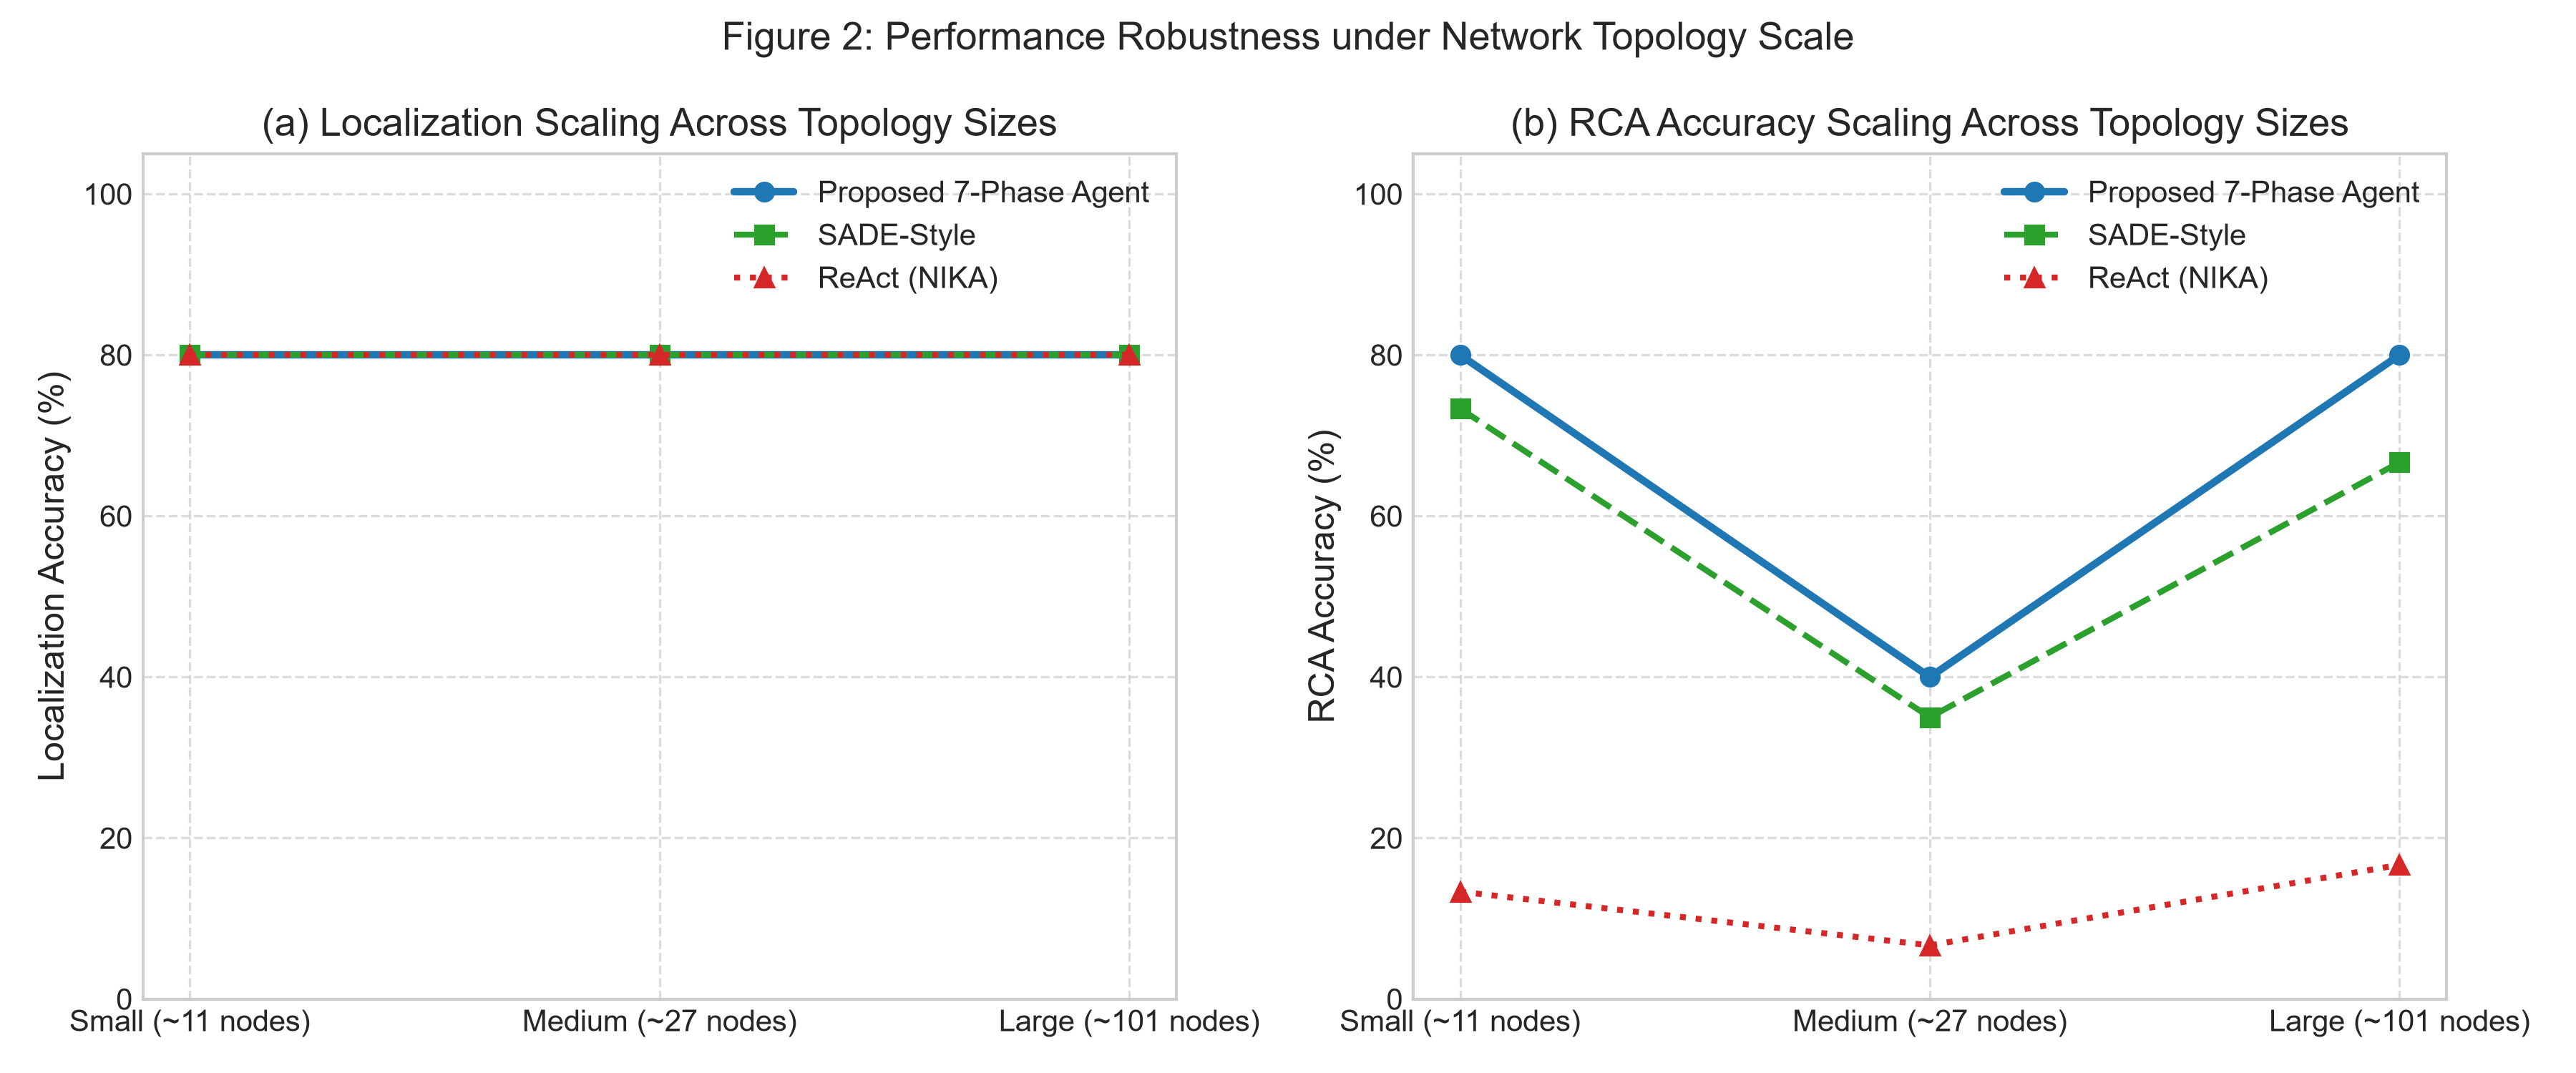 Figure 2: Performance Robustness under Network Topology Scale
(a) Localization Scaling Across Topology Sizes
Localization Accuracy (%)
100
80
60
40
20
0
Proposed 7-Phase Agent
SADE-Style
ReAct (NIKA)
Small (~11 nodes)
Medium (~27 nodes)
Large (~101 nodes)
(b) RCA Accuracy Scaling Across Topology Sizes
RCA Accuracy (%)
100
80
60
40
20
0
Proposed 7-Phase Agent
SADE-Style
ReAct (NIKA)
Small (~11 nodes)
Medium (~27 nodes)
Large (~101 nodes)